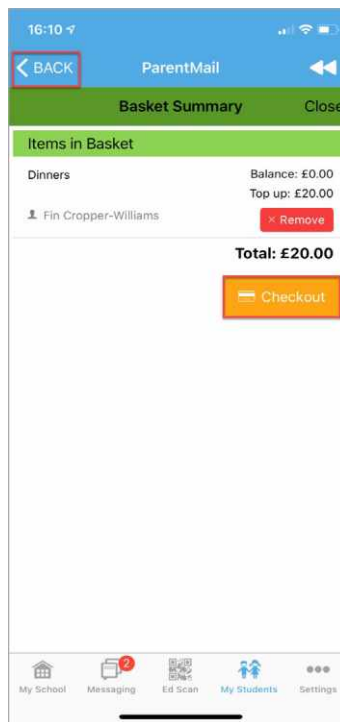 16:10
BACK ParentMail
Basket Summary Close
Items in Basket
Dinners Balance: £0.00
Top up: £20.00
Fin Cropper-Williams × Remove
Total: £20.00
Checkout
2
My School Messaging Ed Scan My Students Settings